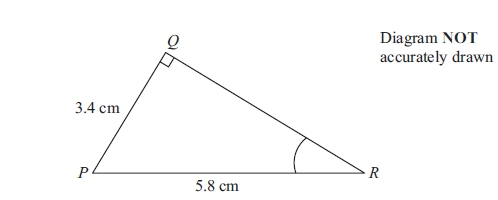 Q
Diagram NOT
accurately drawn
3.4 cm
P
R
5.8 cm